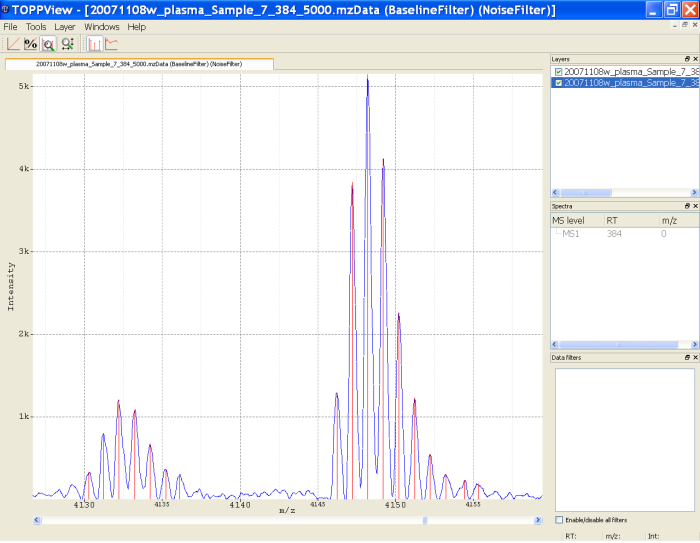 TOPPView - [20071108w_plasma_Sample_7_384_5000.mzData (BaselineFilter) (NoiseFilter)]
File Tools Layer Windows Help
%
20071108w_plasma_Sample_7_384_5000.mzData (BaselineFilter) (NoiseFilter)
5k
4k
3k
2k
1k
Intensity
4130 4135 4140 4145 4150 4155
m/z
Layers
20071108w_plasma_Sample_7_38
20071108w_plasma_Sample_7_38
Spectra
MS level RT m/z
MS1 384 0
Data filters
Enable/disable all filters
RT: m/z: Int: